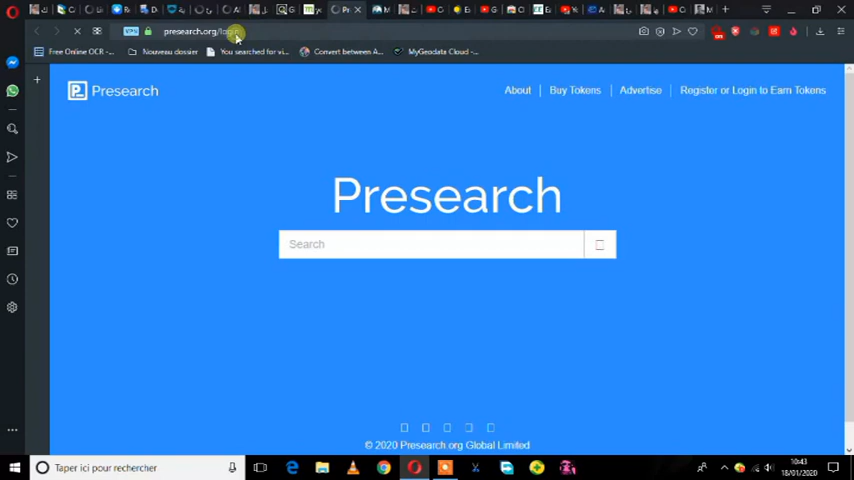 VPN presearch.org/login
Free Online OCR -...
Nouveau dossier
You searched for vi...
Convert between A...
MyGeodata Cloud -...
Presearch
About
Buy Tokens
Advertise
Register or Login to Earn Tokens
Presearch
Search
© 2020 Presearch.org Global Limited
Taper ici pour rechercher
10:43
18/01/2020